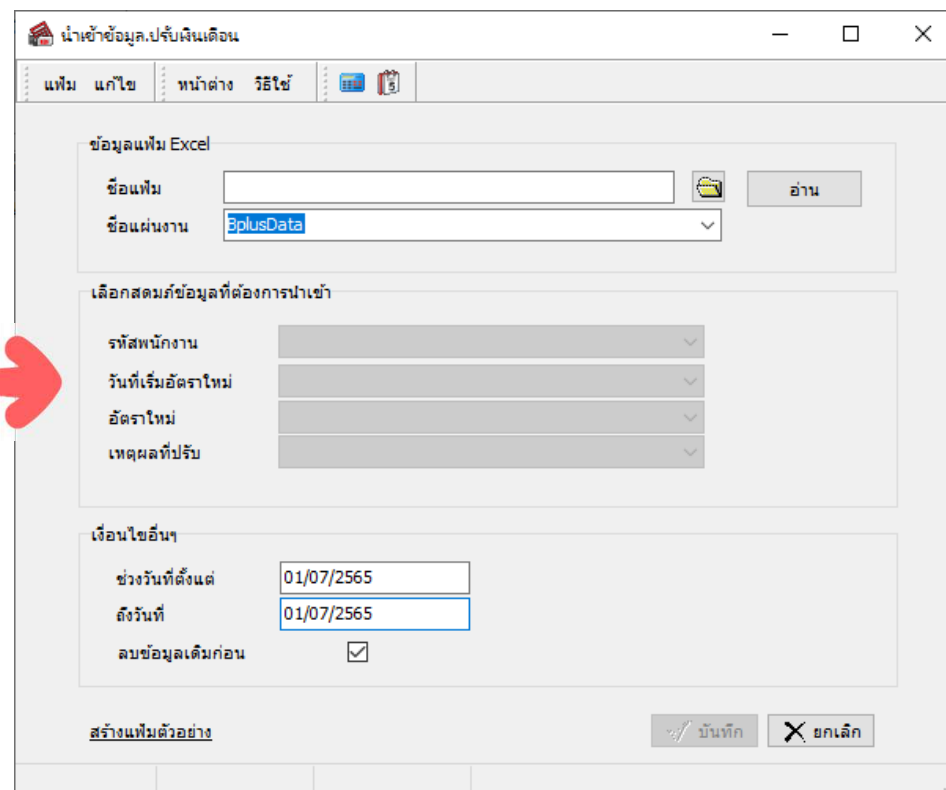 นำเข้าข้อมูล.ปรับเงินเดือน
แฟ้ม แก้ไข หน้าต่าง วิธีใช้ 5
ข้อมูลแฟ้ม Excel
ชื่อแฟ้ม อ่าน
ชื่อแผ่นงาน BplusData
เลือกสดมภ์ข้อมูลที่ต้องการนำเข้า
รหัสพนักงาน
วันที่เริ่มอัตราใหม่
อัตราใหม่
เหตุผลที่ปรับ
เงื่อนไขอื่นๆ
ช่วงวันที่ตั้งแต่ 01/07/2565
ถึงวันที่ 01/07/2565
ลบข้อมูลเดิมก่อน
สร้างแฟ้มตัวอย่าง บันทึก ยกเลิก